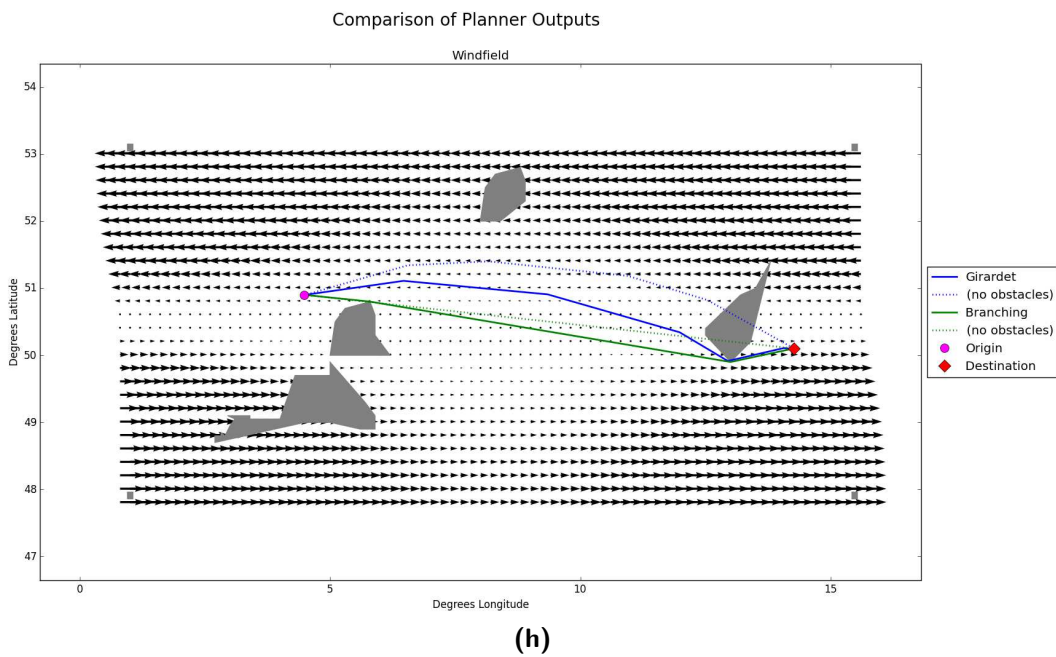 Comparison of Planner Outputs
Windfield
Degrees Latitude
54
53
52
51
50
49
48
47
0 5 10 15
Degrees Longitude
Girardet
(no obstacles)
Branching
(no obstacles)
Origin
Destination
(h)